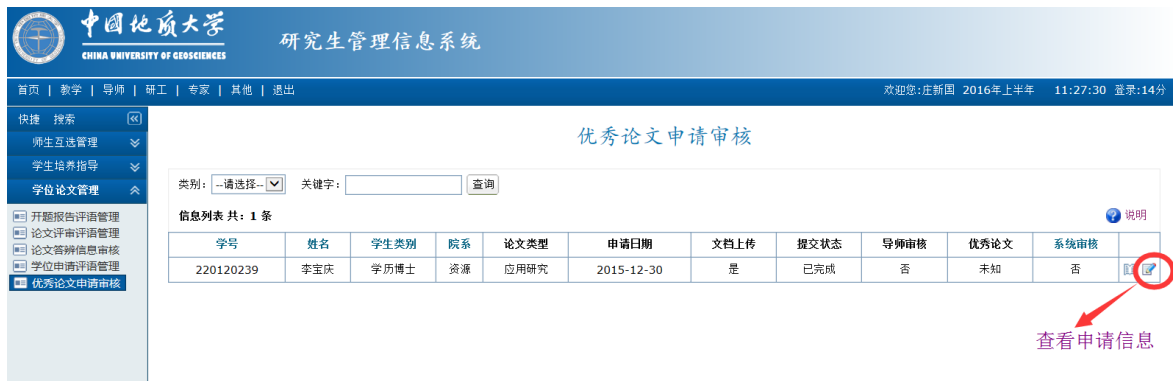 中国地质大学
CHINA UNIVERSITY OF GEOSCIENCES
研究生管理信息系统
首页 | 教学 | 导师 | 研工 | 专家 | 其他 | 退出
欢迎您:庄新国 2016年上半年 11:27:30 登录:14分
快捷 搜索
师生互选管理
学生培养指导
学位论文管理
开题报告评语管理
论文评审评语管理
论文答辩信息审核
学位申请评语管理
优秀论文申请审核
优秀论文申请审核
类别: --请选择-- 关键字: 查询
信息列表 共: 1 条 说明
学号 姓名 学生类别 院系 论文类型 申请日期 文档上传 提交状态 导师审核 优秀论文 系统审核
220120239 李宝庆 学历博士 资源 应用研究 2015-12-30 是 已完成 否 未知 否
查看申请信息